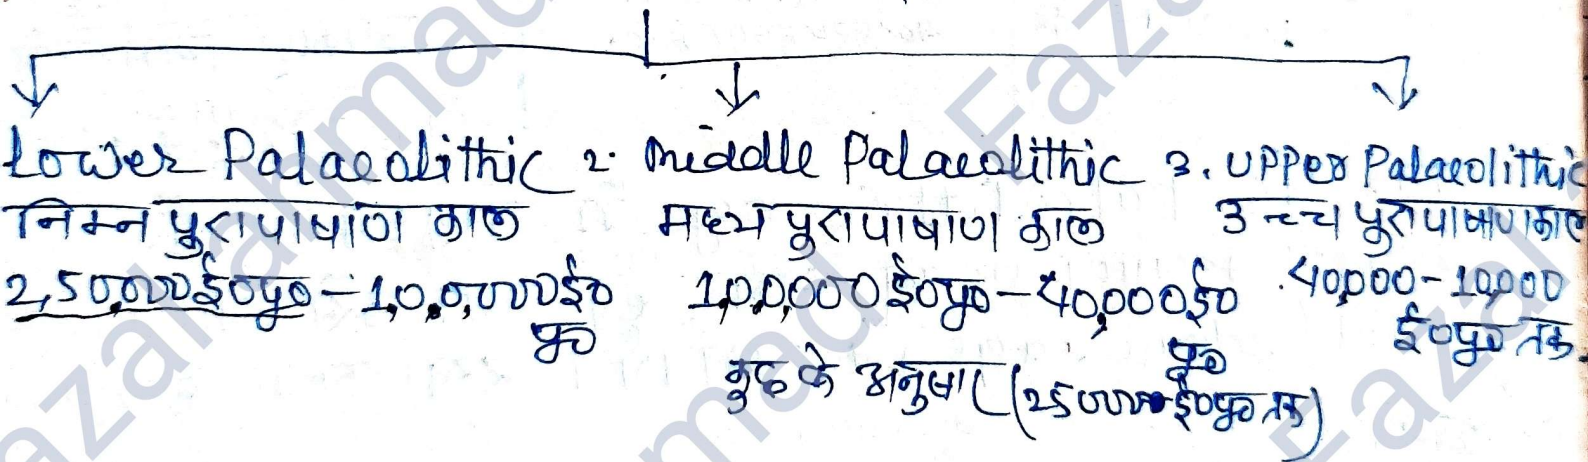 Lower Palaeolithic 2. Middle Palaeolithic 3. Upper Palaeolithic
निम्न पुरापाषाण काल मध्य पुरापाषाण काल उच्च पुरापाषाण काल
2,50,000 ई०पू० - 1,0,0,000 ई० 1,00,000 ई०पू० - 40,000 ई० 40,000 - 10,000
पू० पू० ई०पू० तक
कुछ के अनुसार (25000 ई०पू० तक)